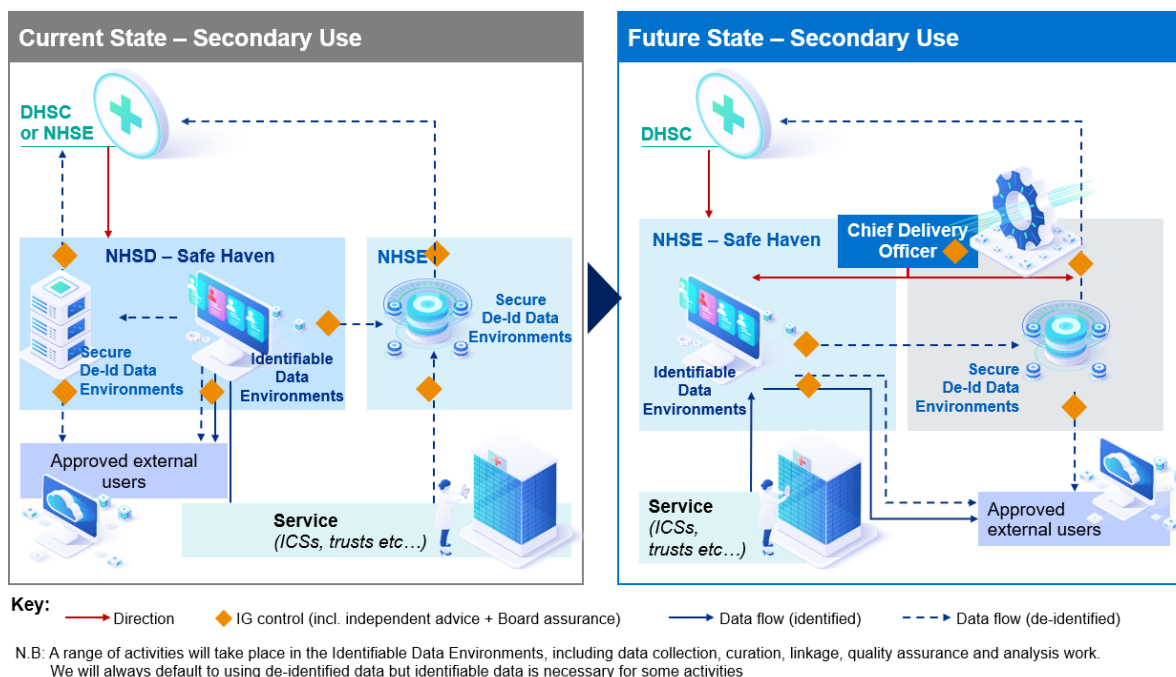 Current State – Secondary Use
DHSC
or NHSE
NHSD – Safe Haven
NHSE
Secure
De-Id Data
Environments
Secure
De-Id Data
Environments
Identifiable
Data
Environments
Approved external
users
Service
(ICSs, trusts etc…)
Future State – Secondary Use
DHSC
NHSE – Safe Haven
Chief Delivery
Officer
Identifiable
Data
Environments
Secure
De-Id Data
Environments
Service
(ICSs,
trusts etc…)
Approved
external users
Key:
Direction
IG control (incl. independent advice + Board assurance)
Data flow (identified)
Data flow (de-identified)
N.B: A range of activities will take place in the Identifiable Data Environments, including data collection, curation, linkage, quality assurance and analysis work.
We will always default to using de-identified data but identifiable data is necessary for some activities